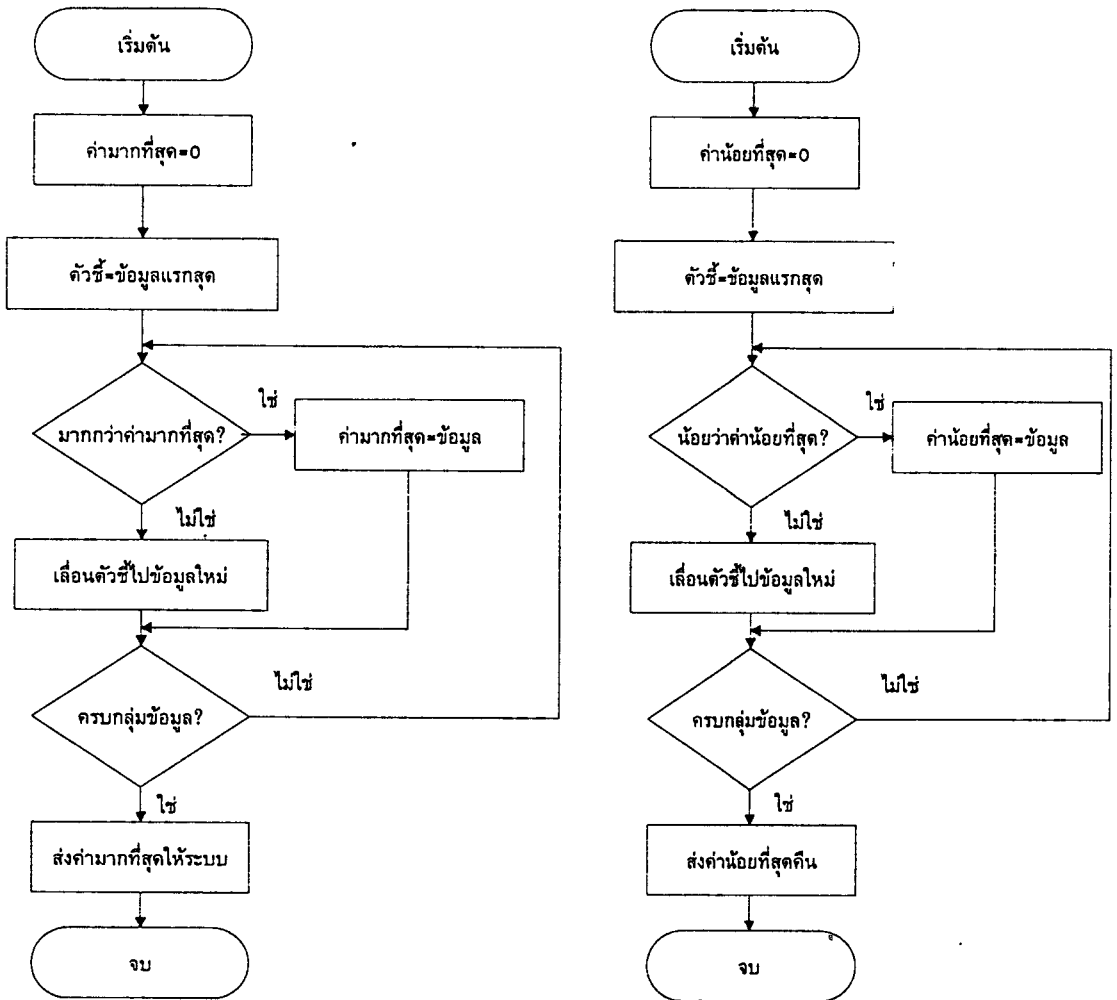 เริ่มต้น
ค่ามากที่สุด=0
ตัวชี้=ข้อมูลแรกสุด
มากกว่าค่ามากที่สุด?
ใช่
ค่ามากที่สุด=ข้อมูล
ไม่ใช่
เลื่อนตัวชี้ไปข้อมูลใหม่
ครบกลุ่มข้อมูล?
ไม่ใช่
ใช่
ส่งค่ามากที่สุดให้ระบบ
จบ
เริ่มต้น
ค่าน้อยที่สุด=0
ตัวชี้=ข้อมูลแรกสุด
น้อยว่าค่าน้อยที่สุด?
ใช่
ค่าน้อยที่สุด=ข้อมูล
ไม่ใช่
เลื่อนตัวชี้ไปข้อมูลใหม่
ครบกลุ่มข้อมูล?
ไม่ใช่
ใช่
ส่งค่าน้อยที่สุดคืน
จบ